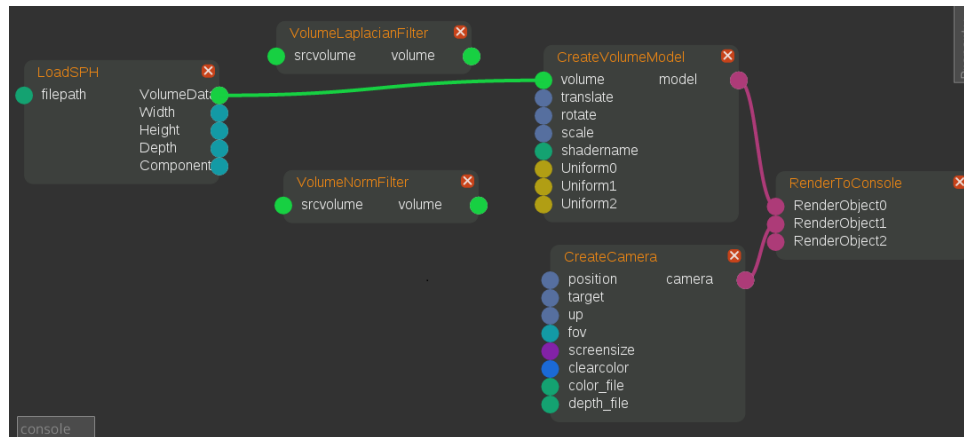 VolumeLaplacianFilter
srcvolume volume
LoadSPH
filepath VolumeData
Width
Height
Depth
Component
VolumeNormFilter
srcvolume volume
CreateVolumeModel
volume model
translate
rotate
scale
shadername
Uniform0
Uniform1
Uniform2
RenderToConsole
RenderObject0
RenderObject1
RenderObject2
CreateCamera
position camera
target
up
fov
screensize
clearcolor
color_file
depth_file
console